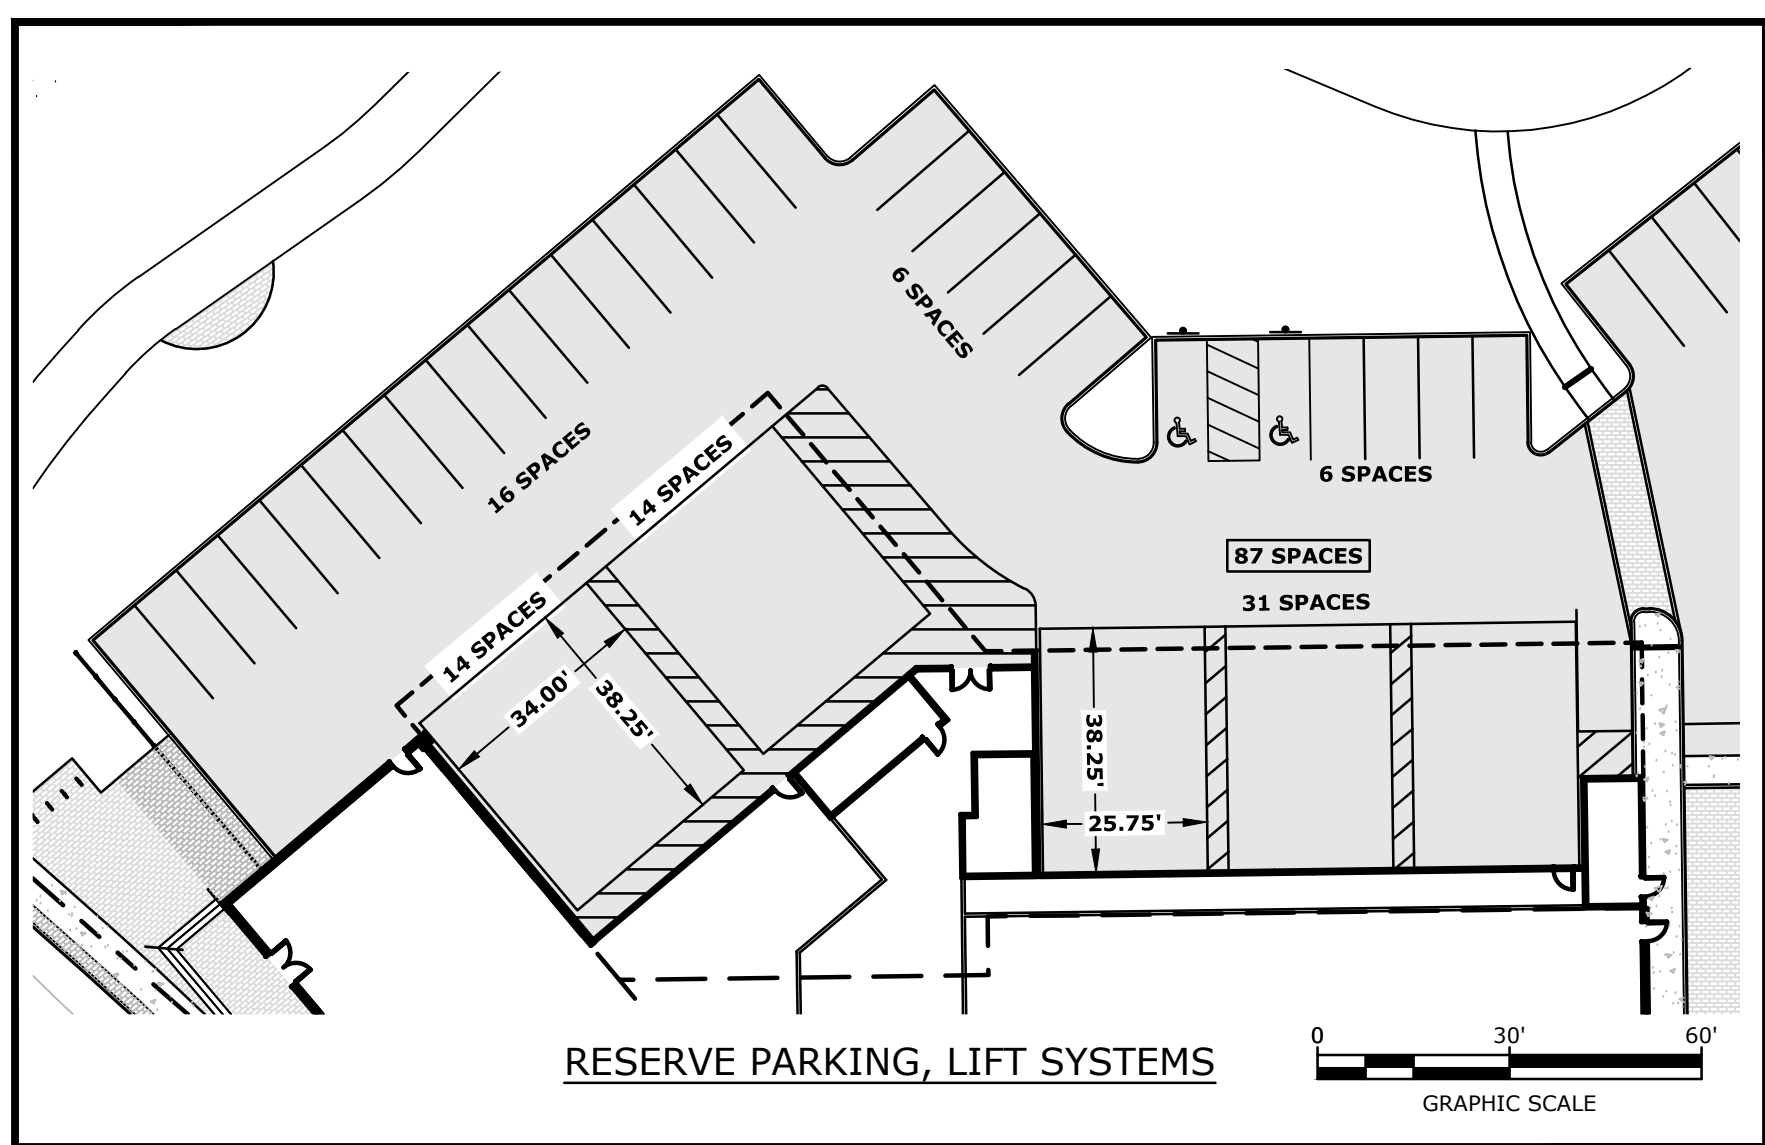 6 SPACES
16 SPACES
14 SPACES
6 SPACES
87 SPACES
31 SPACES
14 SPACES
34.00'
38.25'
38.25'
25.75'
RESERVE PARKING, LIFT SYSTEMS
0 30' 60'
GRAPHIC SCALE